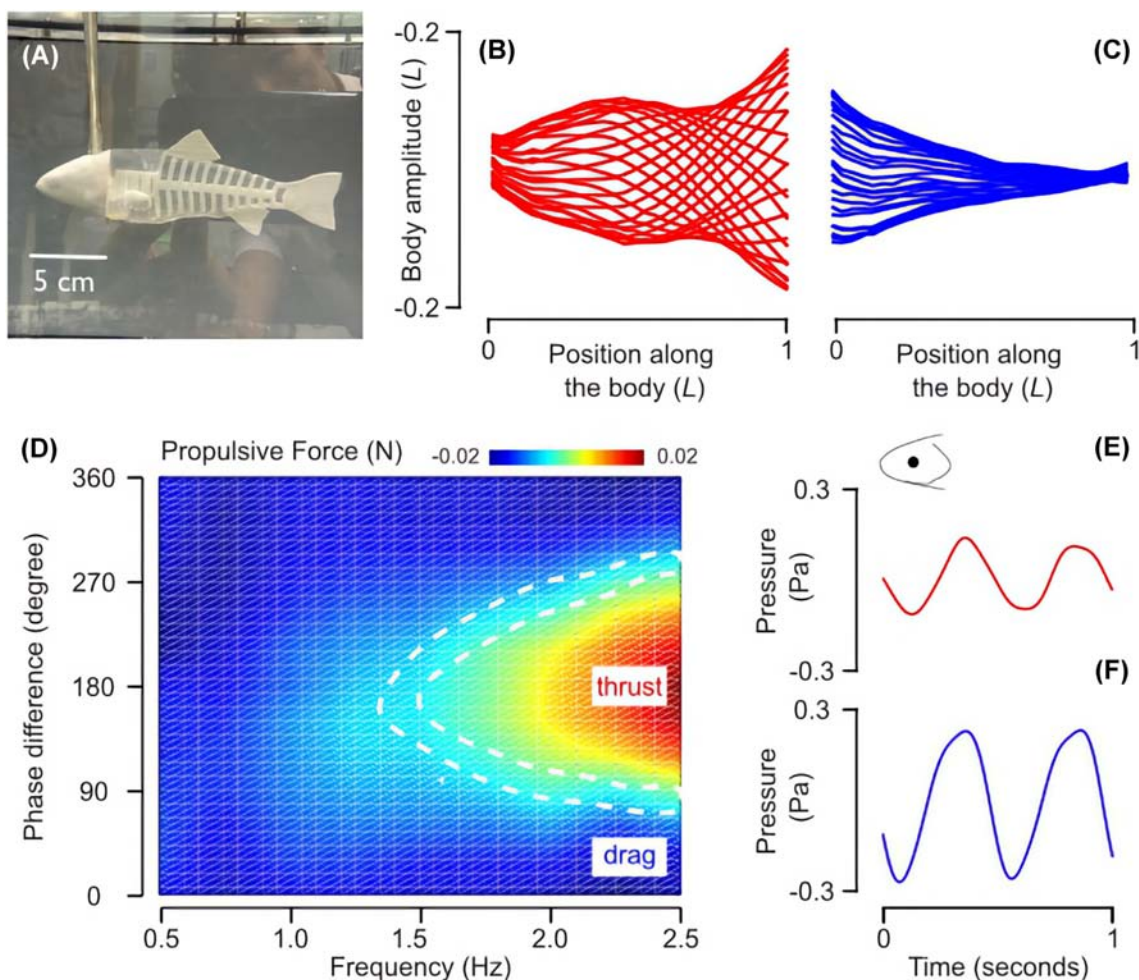 (A)
5 cm
(B)
(C)
-0.2
Body amplitude (L)
-0.2
0
1
Position along
the body (L)
0
1
Position along
the body (L)
(D)
Propulsive Force (N)
-0.02
0.02
360
270
180
90
0
Phase difference (degree)
thrust
drag
0.5
1.0
1.5
2.0
2.5
Frequency (Hz)
(E)
0.3
-0.3
Pressure
(Pa)
(F)
0.3
-0.3
Pressure
(Pa)
0
1
Time (seconds)